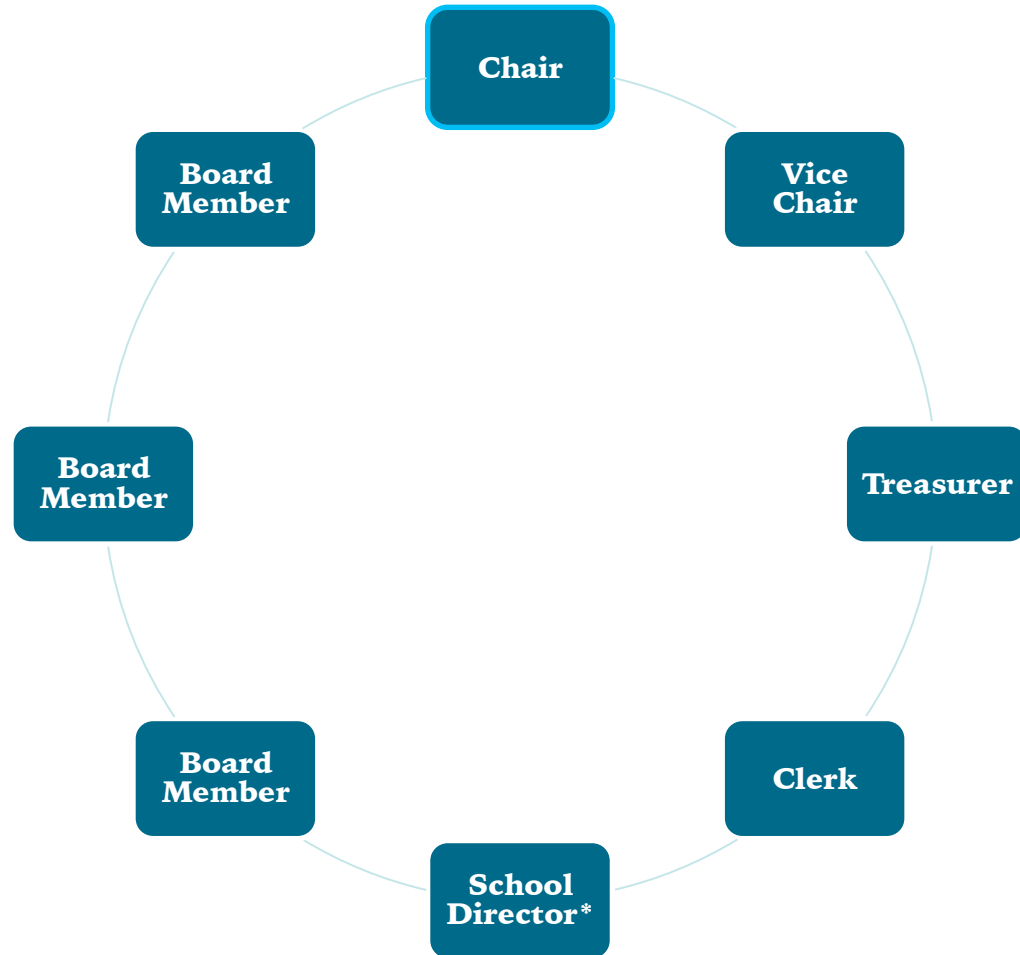 Chair
Vice
Chair
Treasurer
Clerk
School
Director*
Board
Member
Board
Member
Board
Member